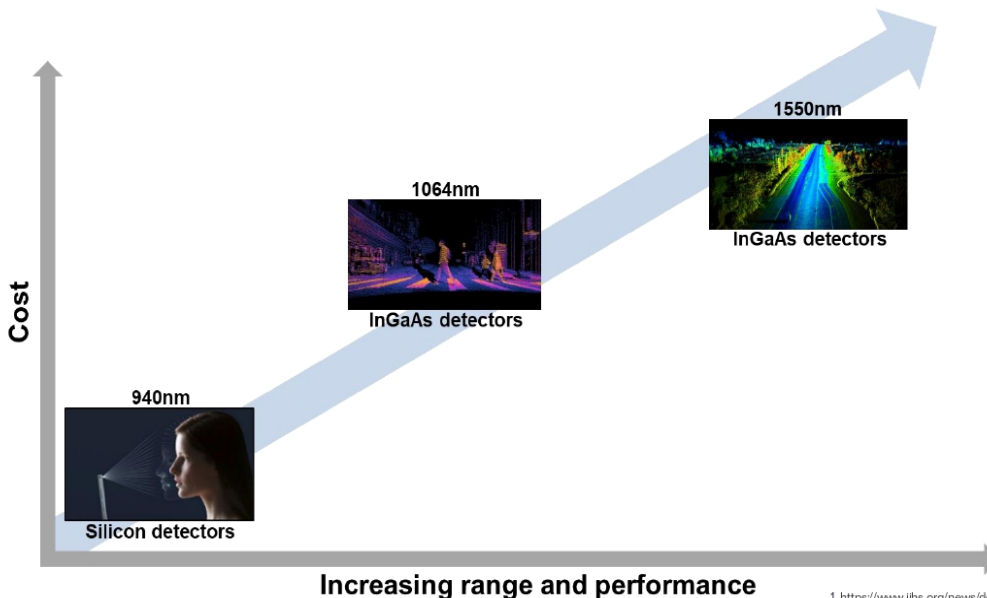 1550nm
InGaAs detectors
1064nm
InGaAs detectors
Cost
940nm
Silicon detectors
Increasing range and performance